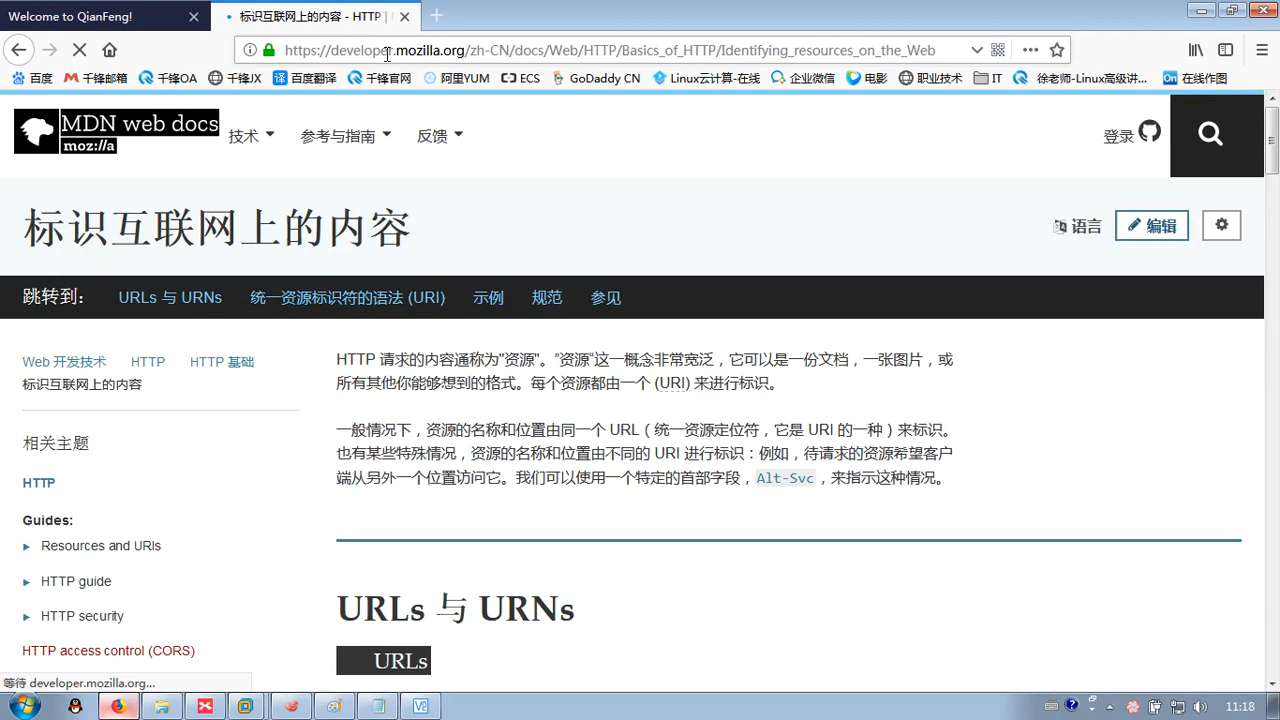 Welcome to QianFeng!
标识互联网上的内容 - HTTP |
https://developer.mozilla.org/zh-CN/docs/Web/HTTP/Basics_of_HTTP/Identifying_resources_on_the_Web
百度 千锋邮箱 千锋OA 千锋JX 百度翻译 千锋官网 阿里YUM ECS GoDaddy CN Linux云计算-在线 企业微信 电影 职业技术 IT 徐老师-Linux高级讲... 在线作图
MDN web docs
moz://a
技术 参考与指南 反馈 登录
标识互联网上的内容
语言 编辑
跳转到: URLs 与 URNs 统一资源标识符的语法 (URI) 示例 规范 参见
Web 开发技术 HTTP HTTP 基础
标识互联网上的内容
相关主题
HTTP
Guides:
Resources and URIs
HTTP guide
HTTP security
HTTP access control (CORS)
HTTP 请求的内容通称为"资源"。”资源“这一概念非常宽泛，它可以是一份文档，一张图片，或
所有其他你能够想到的格式。每个资源都由一个 (URI) 来进行标识。
一般情况下，资源的名称和位置由同一个 URL（统一资源定位符，它是 URI 的一种）来标识。
也有某些特殊情况，资源的名称和位置由不同的 URI 进行标识：例如，待请求的资源希望客户
端从另外一个位置访问它。我们可以使用一个特定的首部字段，Alt-Svc，来指示这种情况。
URLs 与 URNs
URLs
等待 developer.mozilla.org...
11:18